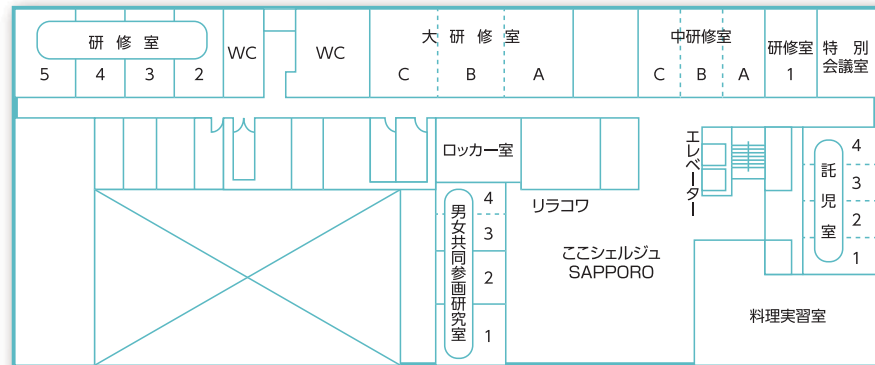 研修室
5 4 3 2
WC
WC
大研修室
C B A
中研修室
C B A
研修室
1
特別
会議室
ロッカー室
エレベーター
託児室
4
3
2
1
リラコワ
男女共同参画研究室
4
3
2
1
ここシェルジュ
SAPPORO
料理実習室